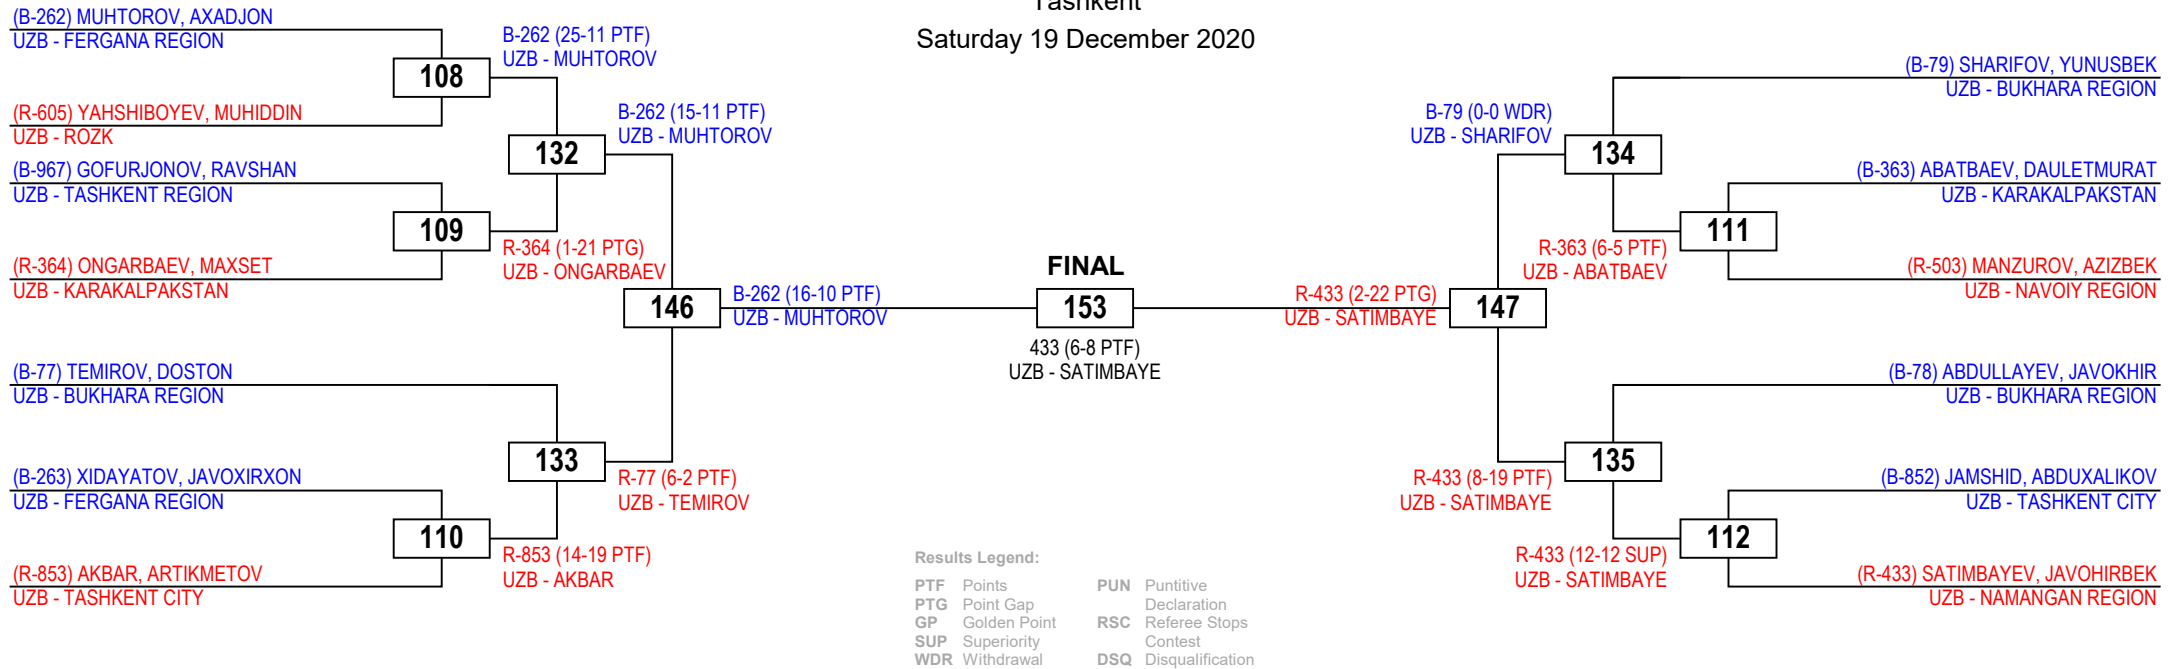 Tashkent
Saturday 19 December 2020
(B-262) MUHTOROV, AXADJON
UZB - FERGANA REGION
108
(R-605) YAHSHIBOYEV, MUHIDDIN
UZB - ROZK
(B-967) GOFURJONOV, RAVSHAN
UZB - TASHKENT REGION
109
(R-364) ONGARBAEV, MAXSET
UZB - KARAKALPAKSTAN
(B-77) TEMIROV, DOSTON
UZB - BUKHARA REGION
(B-263) XIDAYATOV, JAVOXIRXON
UZB - FERGANA REGION
110
(R-853) AKBAR, ARTIKMETOV
UZB - TASHKENT CITY
B-262 (25-11 PTF)
UZB - MUHTOROV
132
R-364 (1-21 PTG)
UZB - ONGARBAEV
133
R-853 (14-19 PTF)
UZB - AKBAR
B-262 (15-11 PTF)
UZB - MUHTOROV
146
R-77 (6-2 PTF)
UZB - TEMIROV
B-262 (16-10 PTF)
UZB - MUHTOROV
FINAL
153
433 (6-8 PTF)
UZB - SATIMBAYE
R-433 (2-22 PTG)
UZB - SATIMBAYE
147
B-79 (0-0 WDR)
UZB - SHARIFOV
134
R-433 (8-19 PTF)
UZB - SATIMBAYE
135
R-363 (6-5 PTF)
UZB - ABATBAEV
111
R-433 (12-12 SUP)
UZB - SATIMBAYE
112
(B-79) SHARIFOV, YUNUSBEK
UZB - BUKHARA REGION
(B-363) ABATBAEV, DAULETMURAT
UZB - KARAKALPAKSTAN
(R-503) MANZUROV, AZIZBEK
UZB - NAVOIY REGION
(B-78) ABDULLAYEV, JAVOKHIR
UZB - BUKHARA REGION
(B-852) JAMSHID, ABDUXALIKOV
UZB - TASHKENT CITY
(R-433) SATIMBAYEV, JAVOHIRBEK
UZB - NAMANGAN REGION
Results Legend:
PTF Points
PTG Point Gap
GP Golden Point
SUP Superiority
WDR Withdrawal
PUN Puntitive
Declaration
RSC Referee Stops
Contest
DSQ Disqualification